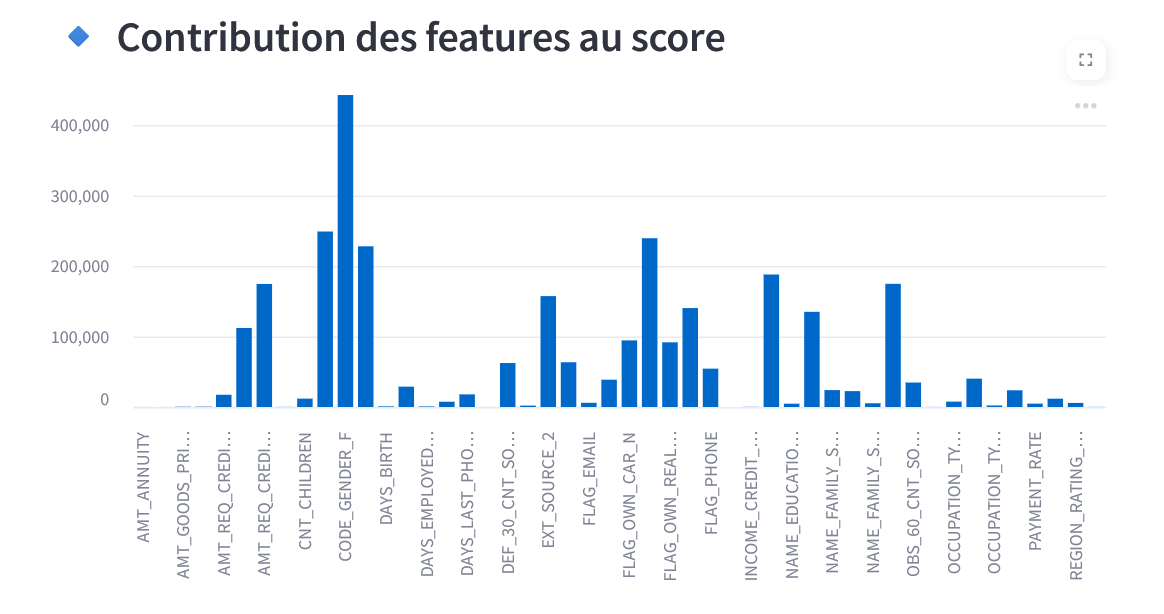 Contribution des features au score
400,000
300,000
200,000
100,000
0
AMT_ANNUITY
AMT_GOODS_PRI…
AMT_REQ_CREDI…
AMT_REQ_CREDI…
CNT_CHILDREN
CODE_GENDER_F
DAYS_BIRTH
DAYS_EMPLOYED…
DAYS_LAST_PHO…
DEF_30_CNT_SO…
EXT_SOURCE_2
FLAG_EMAIL
FLAG_OWN_CAR_N
FLAG_OWN_REAL…
FLAG_PHONE
INCOME_CREDIT_…
NAME_EDUCATIO…
NAME_FAMILY_S…
NAME_FAMILY_S…
OBS_60_CNT_SO…
OCCUPATION_TY…
OCCUPATION_TY…
PAYMENT_RATE
REGION_RATING_…